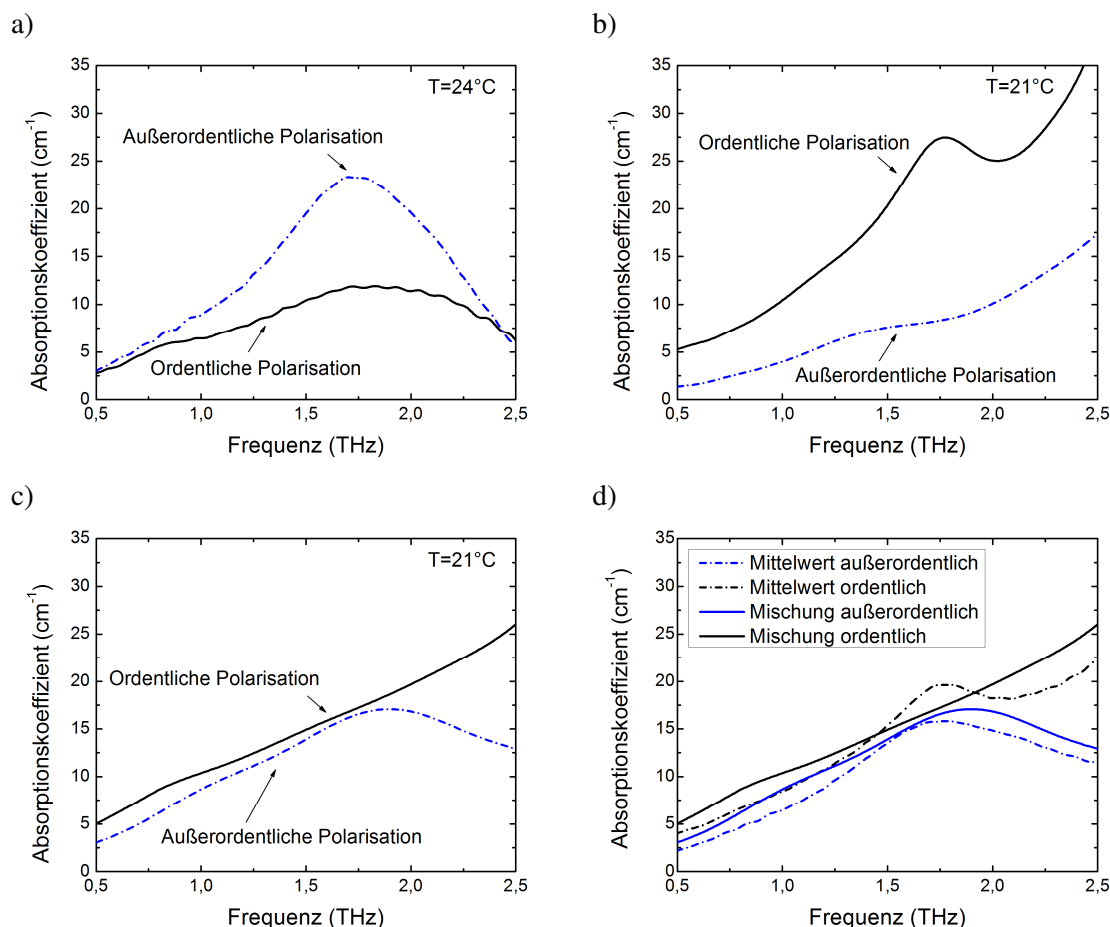 a)
35
30
25
20
15
10
5
0
Absorptionskoeffizient (cm⁻¹)
T=24°C
Außerordentliche Polarisation
Ordentliche Polarisation
0,5 1,0 1,5 2,0 2,5
Frequenz (THz)
b)
35
30
25
20
15
10
5
0
Absorptionskoeffizient (cm⁻¹)
T=21°C
Ordentliche Polarisation
Außerordentliche Polarisation
0,5 1,0 1,5 2,0 2,5
Frequenz (THz)
c)
35
30
25
20
15
10
5
0
Absorptionskoeffizient (cm⁻¹)
T=21°C
Ordentliche Polarisation
Außerordentliche Polarisation
0,5 1,0 1,5 2,0 2,5
Frequenz (THz)
d)
35
30
25
20
15
10
5
0
Absorptionskoeffizient (cm⁻¹)
Mittelwert außerordentlich
Mittelwert ordentlich
Mischung außerordentlich
Mischung ordentlich
0,5 1,0 1,5 2,0 2,5
Frequenz (THz)